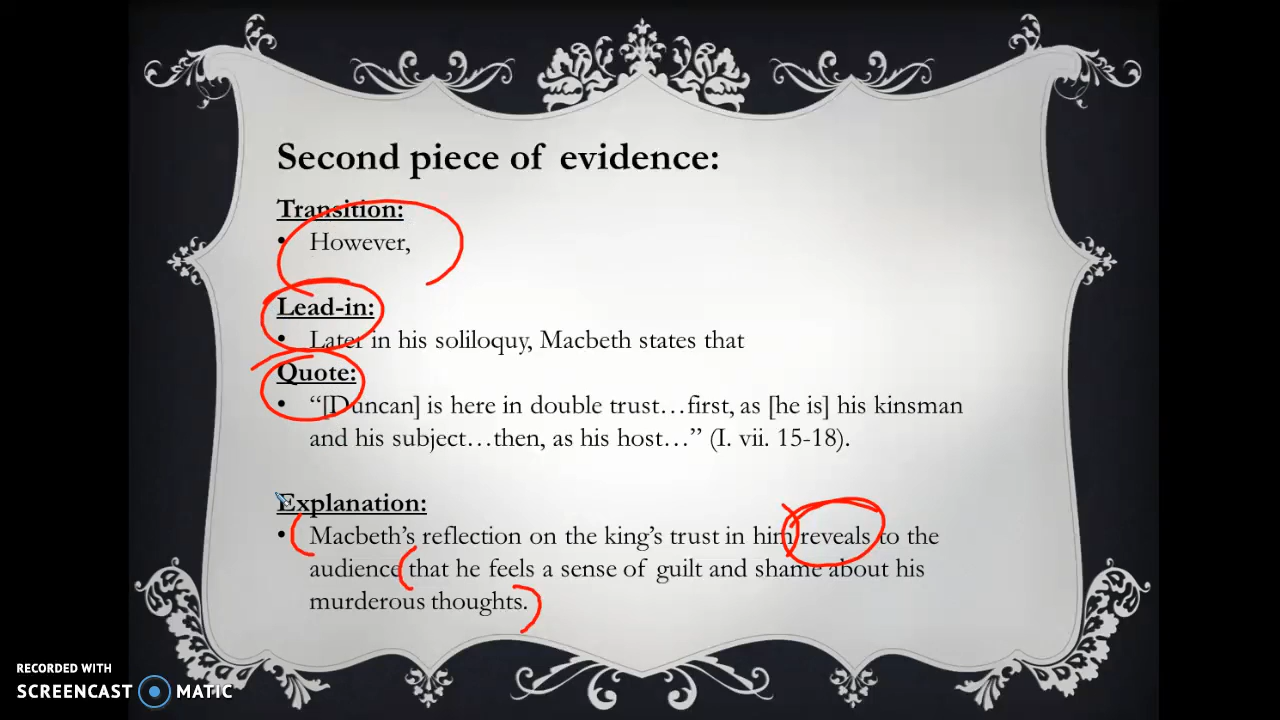 Second piece of evidence:
Transition:
• However,
Lead-in:
• Later in his soliloquy, Macbeth states that
Quote:
• “[Duncan] is here in double trust…first, as [he is] his kinsman
and his subject…then, as his host…” (I. vii. 15-18).
Explanation:
• Macbeth’s reflection on the king’s trust in him reveals to the
audience that he feels a sense of guilt and shame about his
murderous thoughts.
RECORDED WITH
SCREENCAST MATIC